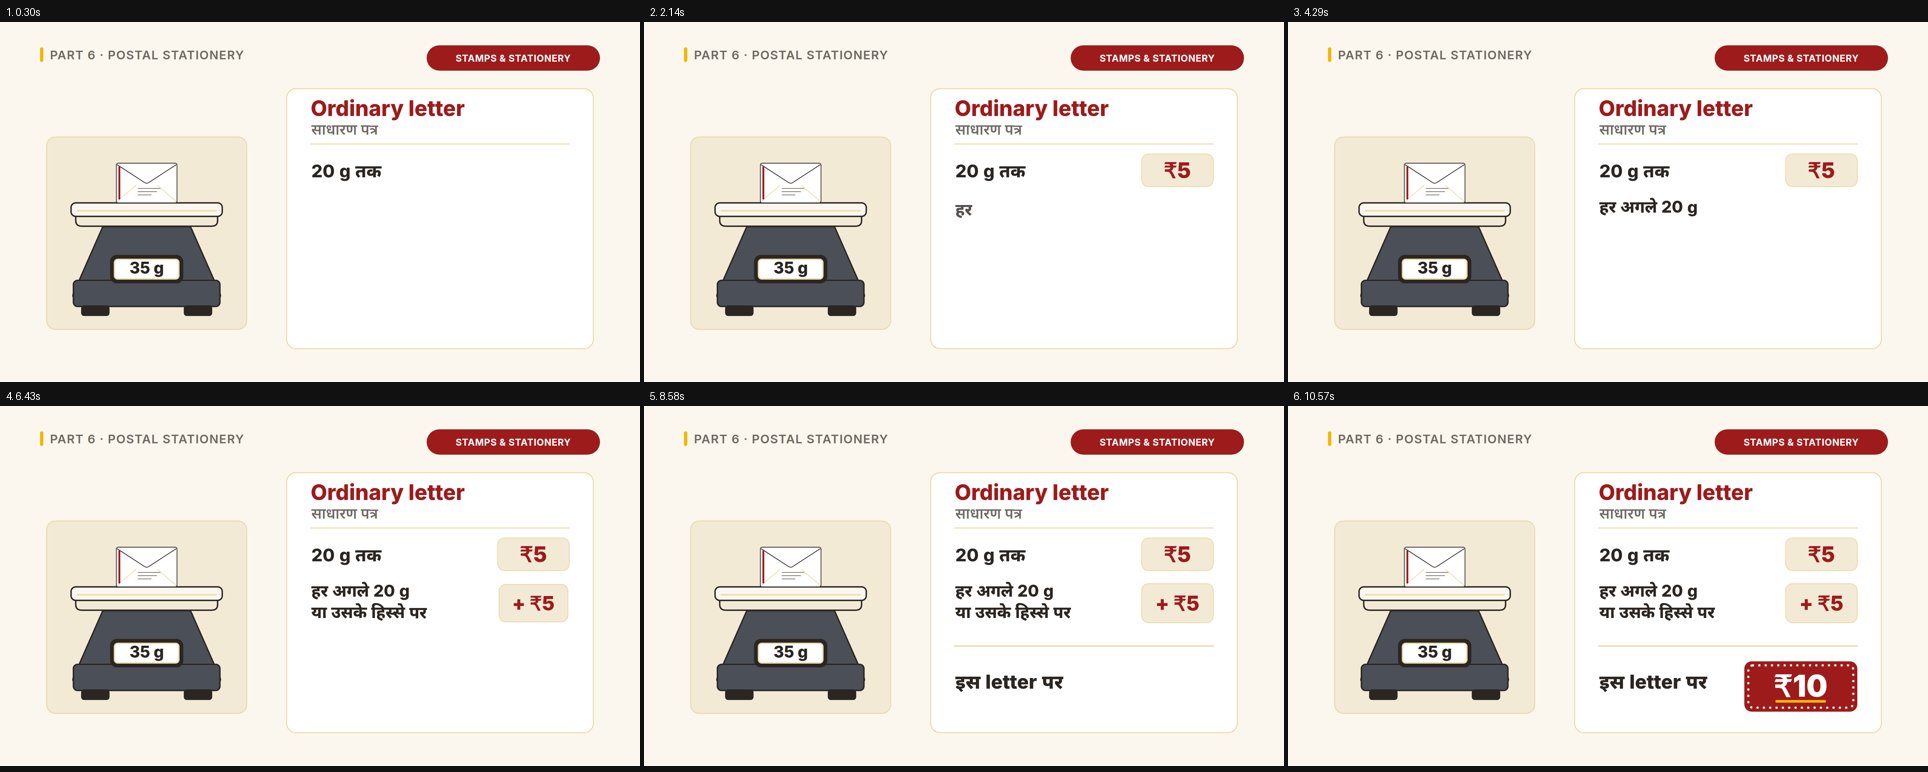 1. 0.30s
PART 6 · POSTAL STATIONERY
STAMPS & STATIONERY
Ordinary letter
साधारण पत्र
20 g तक
35 g
2. 2.14s
PART 6 · POSTAL STATIONERY
STAMPS & STATIONERY
Ordinary letter
साधारण पत्र
20 g तक ₹5
हर
35 g
3. 4.29s
PART 6 · POSTAL STATIONERY
STAMPS & STATIONERY
Ordinary letter
साधारण पत्र
20 g तक ₹5
हर अगले 20 g
35 g
4. 6.43s
PART 6 · POSTAL STATIONERY
STAMPS & STATIONERY
Ordinary letter
साधारण पत्र
20 g तक ₹5
हर अगले 20 g
या उसके हिस्से पर + ₹5
35 g
5. 8.58s
PART 6 · POSTAL STATIONERY
STAMPS & STATIONERY
Ordinary letter
साधारण पत्र
20 g तक ₹5
हर अगले 20 g
या उसके हिस्से पर + ₹5
35 g
इस letter पर
6. 10.57s
PART 6 · POSTAL STATIONERY
STAMPS & STATIONERY
Ordinary letter
साधारण पत्र
20 g तक ₹5
हर अगले 20 g
या उसके हिस्से पर + ₹5
35 g
इस letter पर ₹10